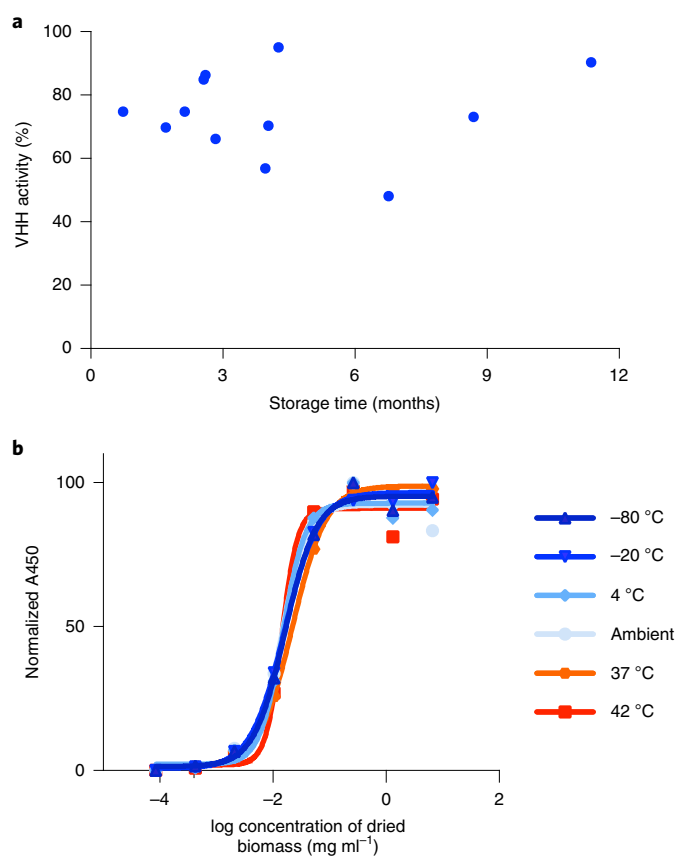 a
100
80
60
40
20
0
VHH activity (%)
0 3 6 9 12
Storage time (months)
b
100
50
0
Normalized A450
–4 –2 0 2
log concentration of dried
biomass (mg ml–1)
–80 °C
–20 °C
4 °C
Ambient
37 °C
42 °C